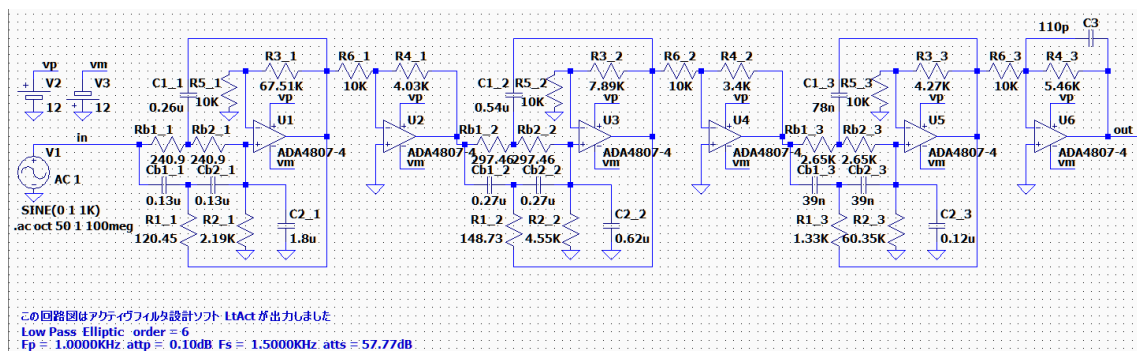 110p
C3
vp
vm
V2
V3
12
12
R3_1
67.51K
R6_1
10K
R4_1
4.03K
C1_1
0.26u
R5_1
10K
vp
U1
ADA4807-4
vm
vp
U2
ADA4807-4
vm
R3_2
7.89K
R6_2
10K
R4_2
3.4K
C1_2
0.54u
R5_2
10K
vp
U3
ADA4807-4
vm
vp
U4
ADA4807-4
vm
R3_3
4.27K
R6_3
10K
R4_3
5.46K
C1_3
78n
R5_3
10K
vp
U5
ADA4807-4
vm
vp
U6
ADA4807-4
vm
out
in
V1
AC 1
SINE(0 1 1K)
.ac oct 50 1 100meg
Rb1_1
240.9
Rb2_1
240.9
Cb1_1
0.13u
Cb2_1
0.13u
R1_1
120.45
R2_1
2.19K
C2_1
1.8u
Rb1_2
297.46
Rb2_2
297.46
Cb1_2
0.27u
Cb2_2
0.27u
R1_2
148.73
R2_2
4.55K
C2_2
0.62u
Rb1_3
2.65K
Rb2_3
2.65K
Cb1_3
39n
Cb2_3
39n
R1_3
1.33K
R2_3
60.35K
C2_3
0.12u
この回路図はアクティヴフィルタ設計ソフト LtAct が出力しました
Low Pass Elliptic order = 6
Fp = 1.0000KHz attp = 0.10dB Fs = 1.5000KHz atts = 57.77dB